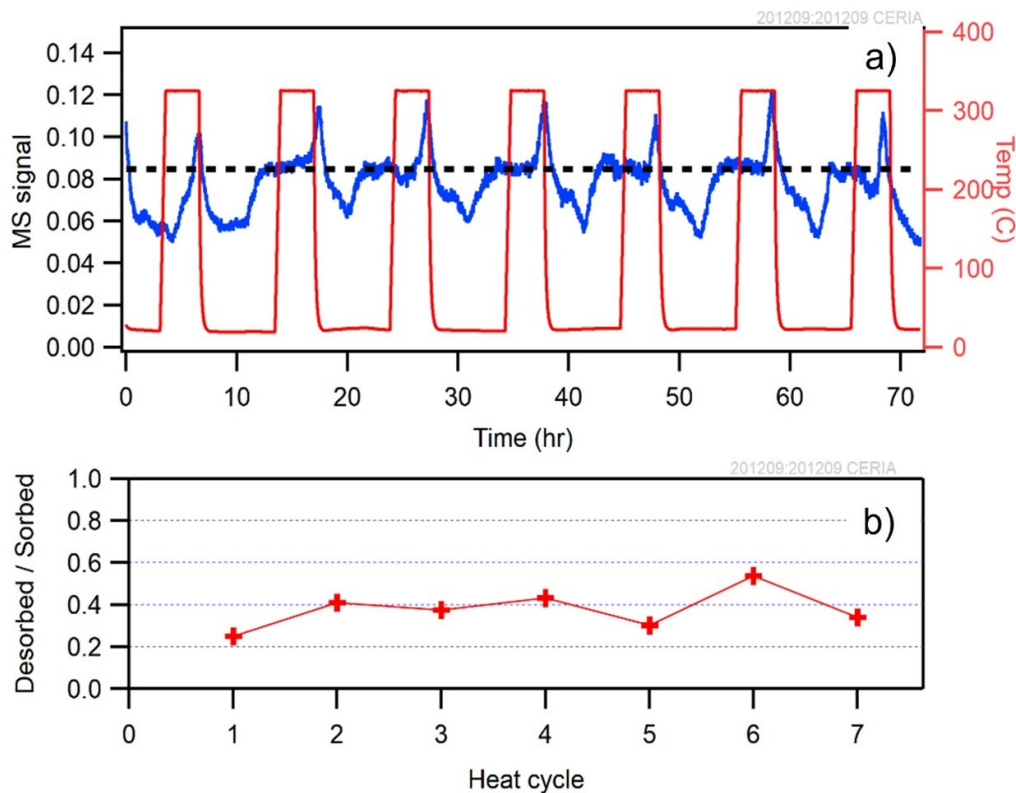 201209:201209 CERIA
a)
0.14
0.12
0.10
0.08
0.06
0.04
0.02
0.00
MS signal
400
300
200
100
0
Temp (C)
0 10 20 30 40 50 60 70
Time (hr)
201209:201209 CERIA
b)
1.0
0.8
0.6
0.4
0.2
0.0
Desorbed / Sorbed
0 1 2 3 4 5 6 7
Heat cycle